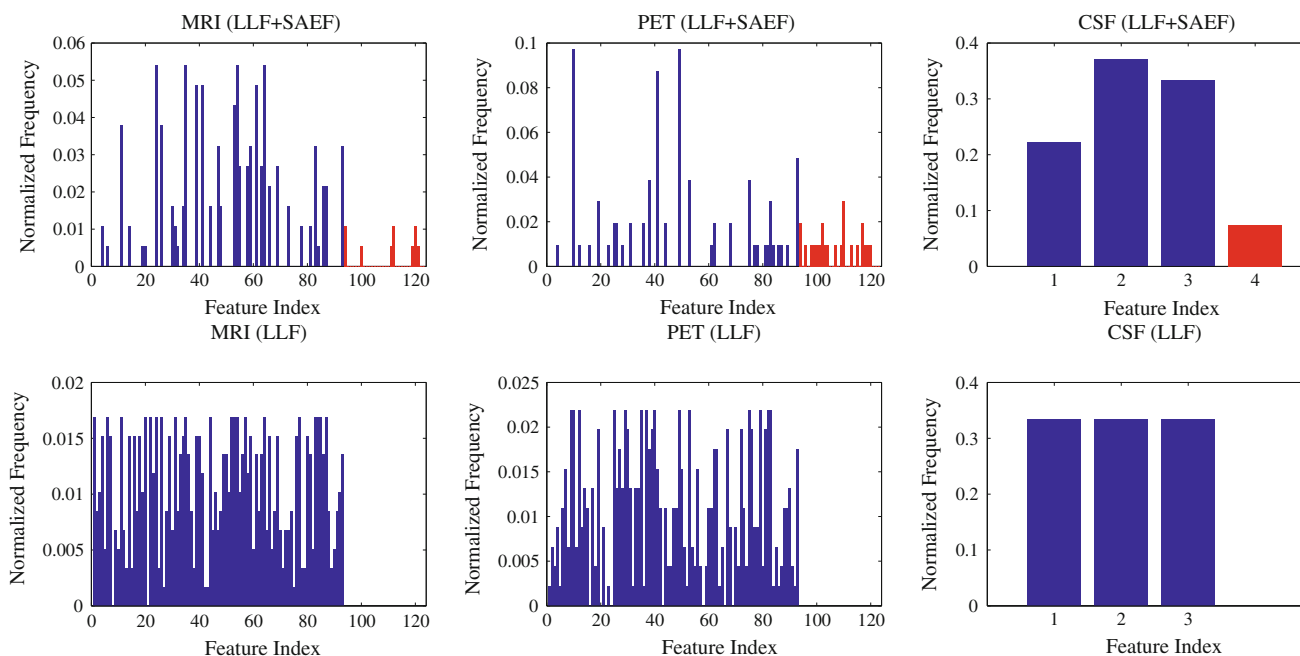 MRI (LLF+SAEF)
Normalized Frequency
0.06
0.05
0.04
0.03
0.02
0.01
0
0 20 40 60 80 100 120
Feature Index
PET (LLF+SAEF)
Normalized Frequency
0.1
0.08
0.06
0.04
0.02
0
0 20 40 60 80 100 120
Feature Index
CSF (LLF+SAEF)
Normalized Frequency
0.4
0.3
0.2
0.1
0
1 2 3 4
Feature Index
MRI (LLF)
Normalized Frequency
0.02
0.015
0.01
0.005
0
0 20 40 60 80 100 120
Feature Index
PET (LLF)
Normalized Frequency
0.025
0.02
0.015
0.01
0.005
0
0 20 40 60 80 100 120
Feature Index
CSF (LLF)
Normalized Frequency
0.4
0.3
0.2
0.1
0
1 2 3
Feature Index